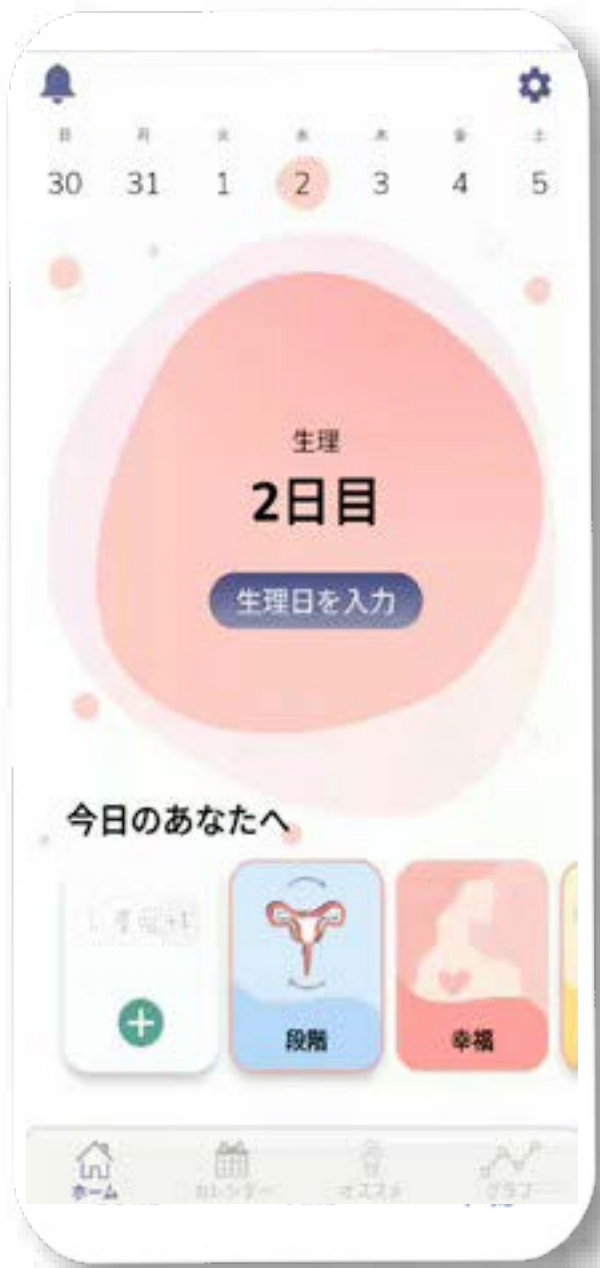 日 月 火 水 木 金 土
30 31 1 2 3 4 5
生理
2日目
生理日を入力
今日のあなたへ
段階 幸福
ホーム カレンダー オススメ グラフ